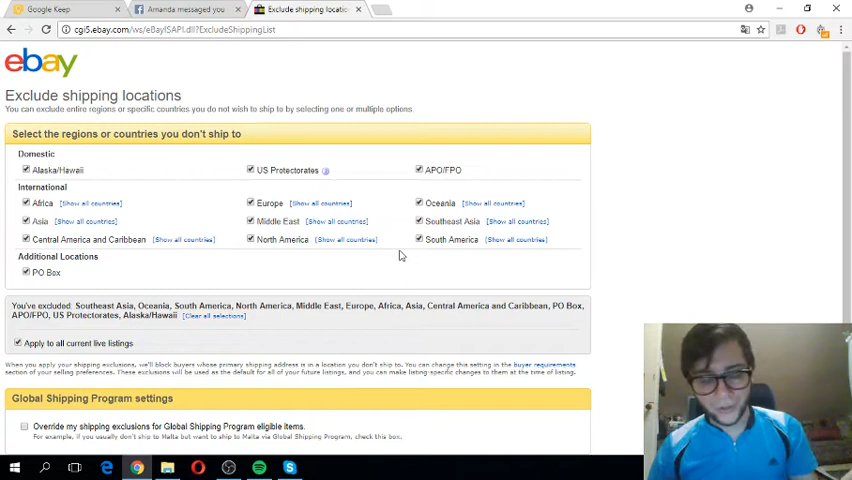 Google Keep
Amanda messaged you
Exclude shipping locatio
cgi5.ebay.com/ws/eBayISAPI.dll?ExcludeShippingList
ebay
Exclude shipping locations
You can exclude entire regions or specific countries you do not wish to ship to by selecting one or multiple options.
Select the regions or countries you don't ship to
Domestic
Alaska/Hawaii US Protectorates APO/FPO
International
Africa [Show all countries] Europe [Show all countries] Oceania [Show all countries]
Asia [Show all countries] Middle East [Show all countries] Southeast Asia [Show all countries]
Central America and Caribbean [Show all countries] North America [Show all countries] South America [Show all countries]
Additional Locations
PO Box
You've excluded: Southeast Asia, Oceania, South America, North America, Middle East, Europe, Africa, Asia, Central America and Caribbean, PO Box,
APO/FPO, US Protectorates, Alaska/Hawaii [Clear all selections]
Apply to all current live listings
When you apply your shipping exclusions, we'll block buyers whose primary shipping address is in a location you don't ship to. You can change this setting in the buyer requirements
section of your selling preferences. These exclusions will be used as the default for all of your future listings, and you can make listing-specific changes to them at the time of listing.
Global Shipping Program settings
Override my shipping exclusions for Global Shipping Program eligible items.
For example, if you usually don't ship to Malta but want to ship to Malta via Global Shipping Program, check this box.